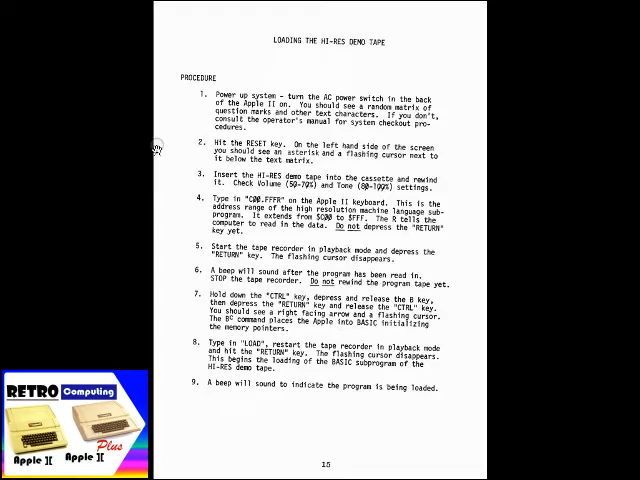 LOADING THE HI-RES DEMO TAPE
PROCEDURE
1. Power up system - turn the AC power switch in the back
of the Apple II on. You should see a random matrix of
question marks and other text characters. If you don't,
consult the operator's manual for system checkout pro-
cedures.
2. Hit the RESET key. On the left hand side of the screen
you should see an asterisk and a flashing cursor next to
it below the text matrix.
3. Insert the HI-RES demo tape into the cassette and rewind
it. Check Volume (50-70%) and Tone (80-100%) settings.
4. Type in "C00.FFFR" on the Apple II keyboard. This is the
address range of the high resolution machine language sub-
program. It extends from $C00 to $FFF. The R tells the
computer to read in the data. Do not depress the "RETURN"
key yet.
5. Start the tape recorder in playback mode and depress the
"RETURN" key. The flashing cursor disappears.
6. A beep will sound after the program has been read in.
STOP the tape recorder. Do not rewind the program tape yet.
7. Hold down the "CTRL" key, depress and release the B key,
then depress the "RETURN" key and release the "CTRL" key.
You should see a right facing arrow and a flashing cursor.
The Bc command places the Apple into BASIC initializing
the memory pointers.
8. Type in "LOAD", restart the tape recorder in playback mode
and hit the "RETURN" key. The flashing cursor disappears.
This begins the loading of the BASIC subprogram of the
HI-RES demo tape.
9. A beep will sound to indicate the program is being loaded.
15
RETRO Computing
Plus
Apple ][ Apple ][